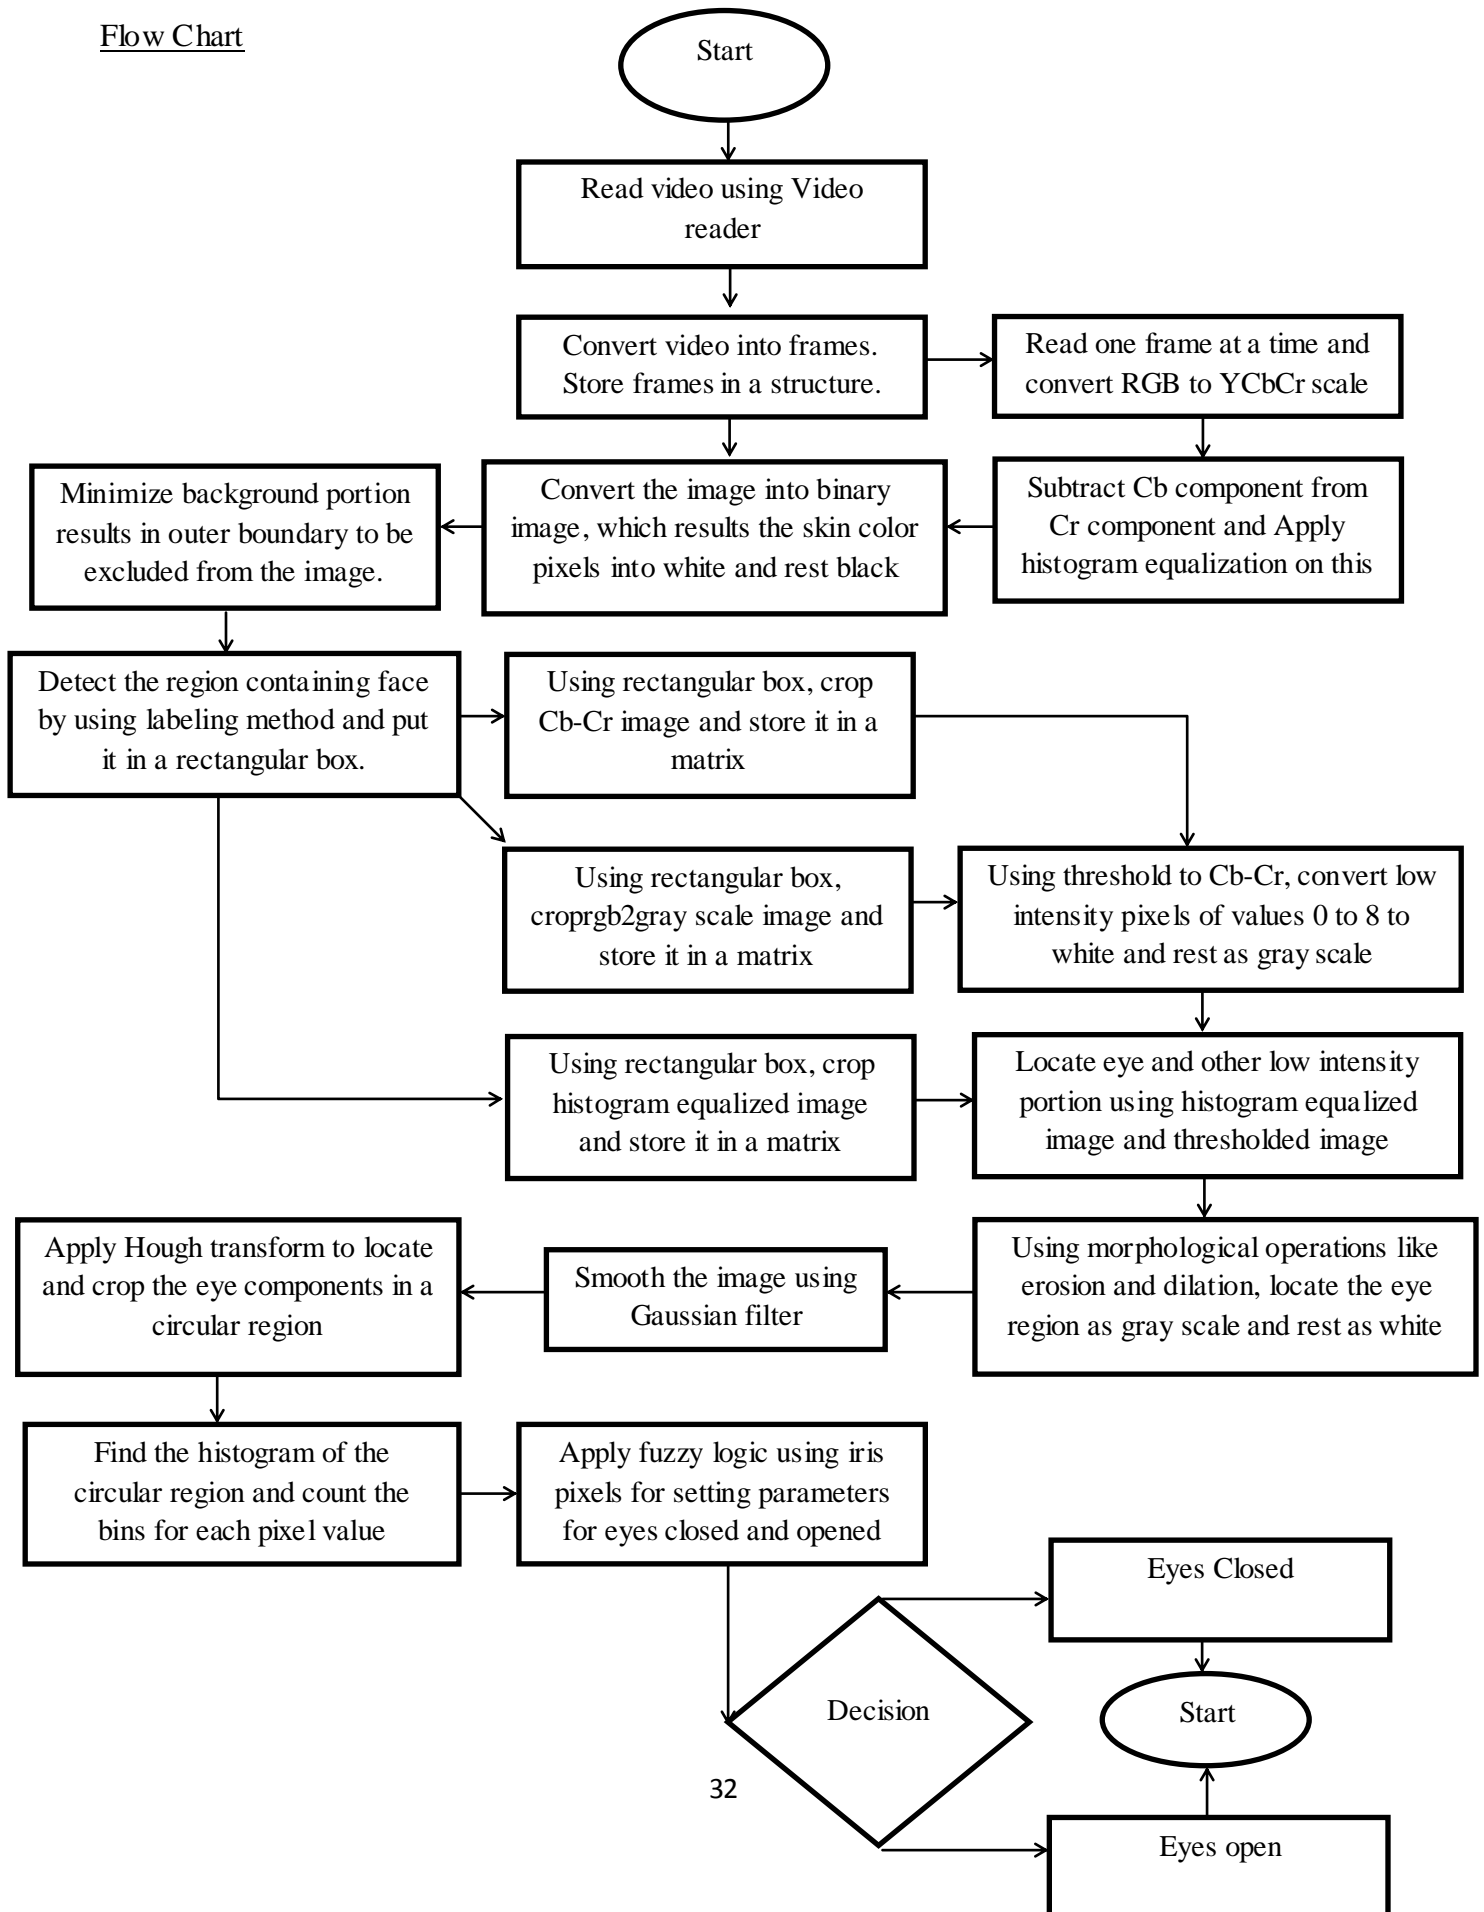 Flow Chart
Start
Read video using Video
reader
Convert video into frames.
Store frames in a structure.
Read one frame at a time and
convert RGB to YCbCr scale
Minimize background portion
results in outer boundary to be
excluded from the image.
Convert the image into binary
image, which results the skin color
pixels into white and rest black
Subtract Cb component from
Cr component and Apply
histogram equalization on this
Detect the region containing face
by using labeling method and put
it in a rectangular box.
Using rectangular box, crop
Cb-Cr image and store it in a
matrix
Using rectangular box,
croprgb2gray scale image and
store it in a matrix
Using threshold to Cb-Cr, convert low
intensity pixels of values 0 to 8 to
white and rest as gray scale
Using rectangular box, crop
histogram equalized image
and store it in a matrix
Locate eye and other low intensity
portion using histogram equalized
image and thresholded image
Apply Hough transform to locate
and crop the eye components in a
circular region
Smooth the image using
Gaussian filter
Using morphological operations like
erosion and dilation, locate the eye
region as gray scale and rest as white
Find the histogram of the
circular region and count the
bins for each pixel value
Apply fuzzy logic using iris
pixels for setting parameters
for eyes closed and opened
Eyes Closed
Decision
Start
32
Eyes open